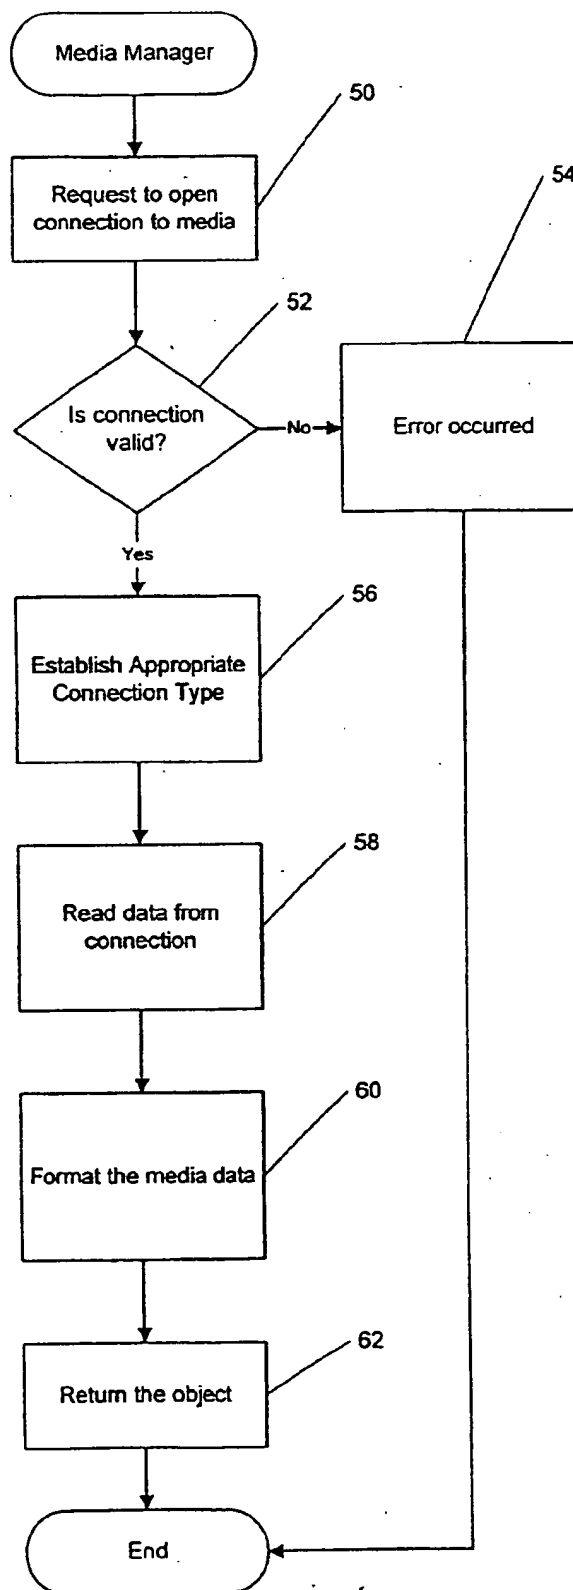 Media Manager
50
Request to open
connection to media
54
52
Is connection
valid?
No
Error occurred
Yes
56
Establish Appropriate
Connection Type
58
Read data from
connection
60
Format the media data
62
Return the object
End